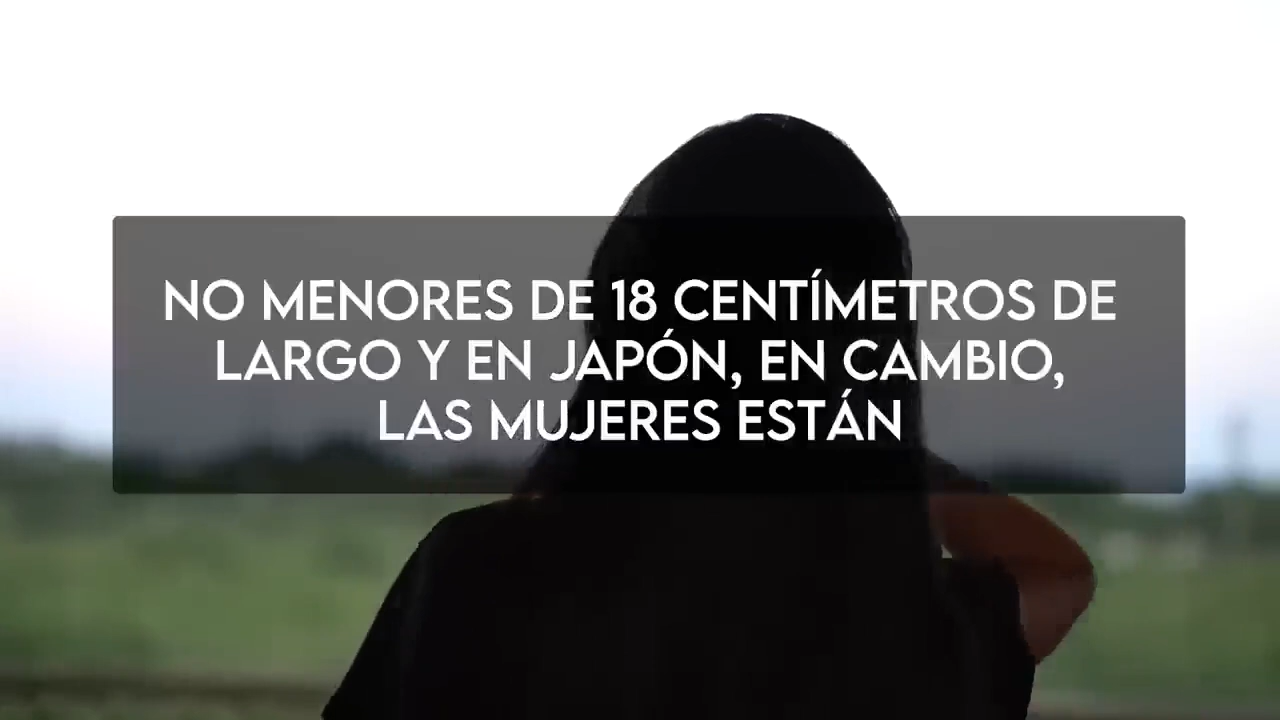 NO MENORES DE 18 CENTÍMETROS DE
LARGO Y EN JAPÓN, EN CAMBIO,
LAS MUJERES ESTÁN